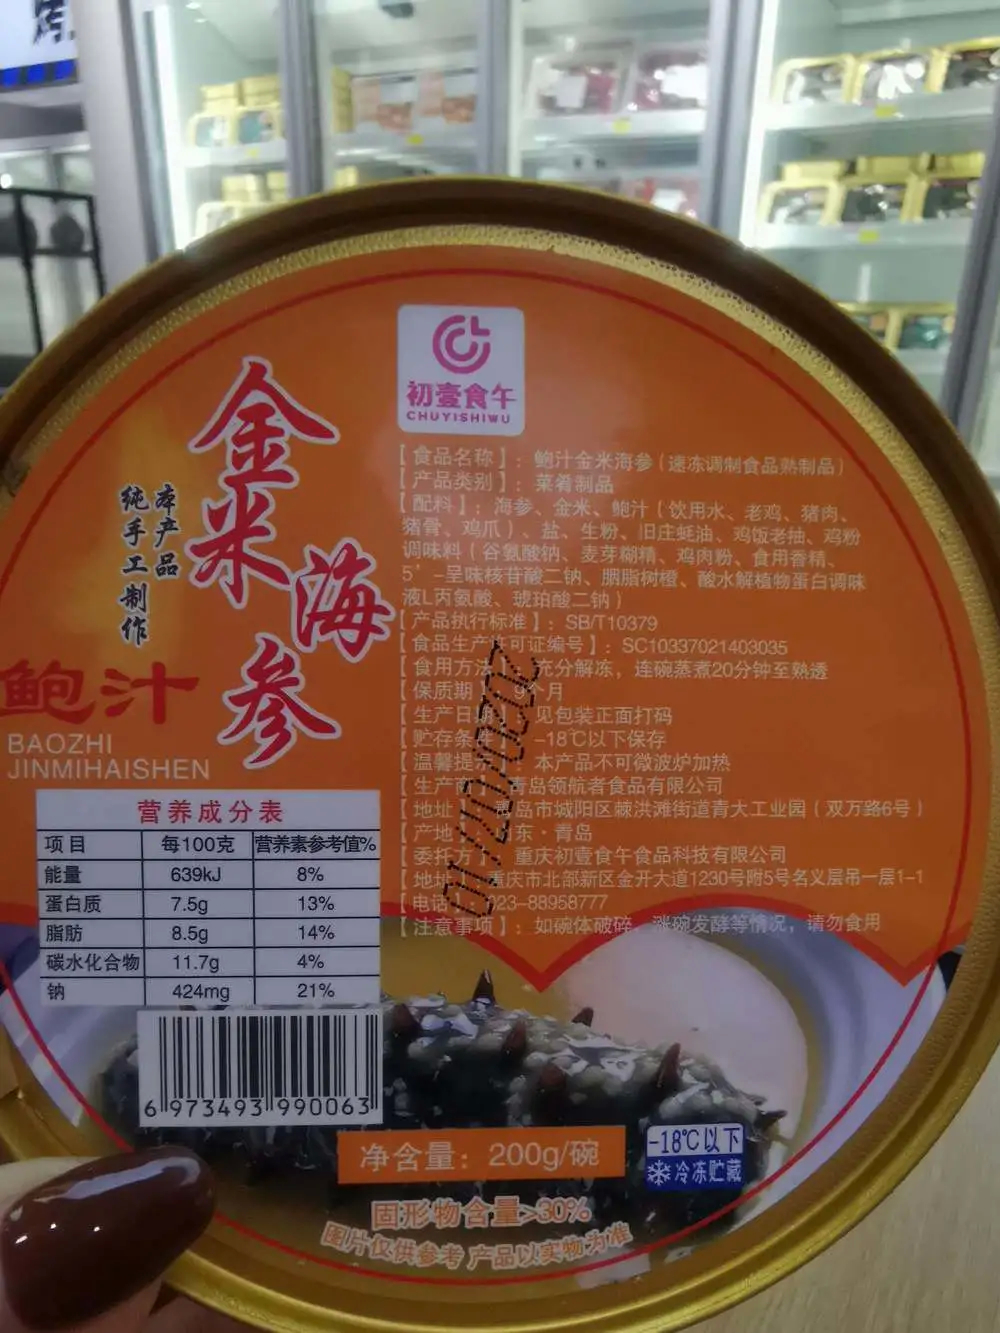 烤
初壹食午
CHUYISHIWU
金米海参
本产品
纯手工制作
鲍汁
BAOZHI
JINMIHAISHEN
【食品名称】：鲍汁金米海参（速冻调制食品熟制品）
【产品类别】：菜肴制品
【配料】：海参、金米、鲍汁（饮用水、老鸡、猪肉、
猪骨、鸡爪）、盐、生粉、旧庄蚝油、鸡饭老抽、鸡粉
调味料（谷氨酸钠、麦芽糊精、鸡肉粉、食用香精、
5’-呈味核苷酸二钠、胭脂树橙、酸水解植物蛋白调味
液L丙氨酸、琥珀酸二钠）
【产品执行标准】：SB/T10379
【食品生产许可证编号】：SC10337021403035
【食用方法】：充分解冻，连碗蒸煮20分钟至熟透
【保质期】：9个月
【生产日期】：见包装正面打码
【贮存条件】：-18℃以下保存
【温馨提示】：本产品不可微波炉加热
【生产商】：青岛领航者食品有限公司
【地址】：青岛市城阳区棘洪滩街道青大工业园（双万路6号）
【产地】：山东·青岛
【委托方】：重庆初壹食午食品科技有限公司
【地址】：重庆市北部新区金开大道1230号附5号名义层吊一层1-1
【电话】：023-88958777
【注意事项】：如碗体破碎，涨碗发酵等情况，请勿食用
营养成分表
项目 每100克 营养素参考值%
能量 639kJ 8%
蛋白质 7.5g 13%
脂肪 8.5g 14%
碳水化合物 11.7g 4%
钠 424mg 21%
6 973493 990063
净含量：200g/碗
-18℃以下
冷冻贮藏
固形物含量>30%
图片仅供参考 产品以实物为准